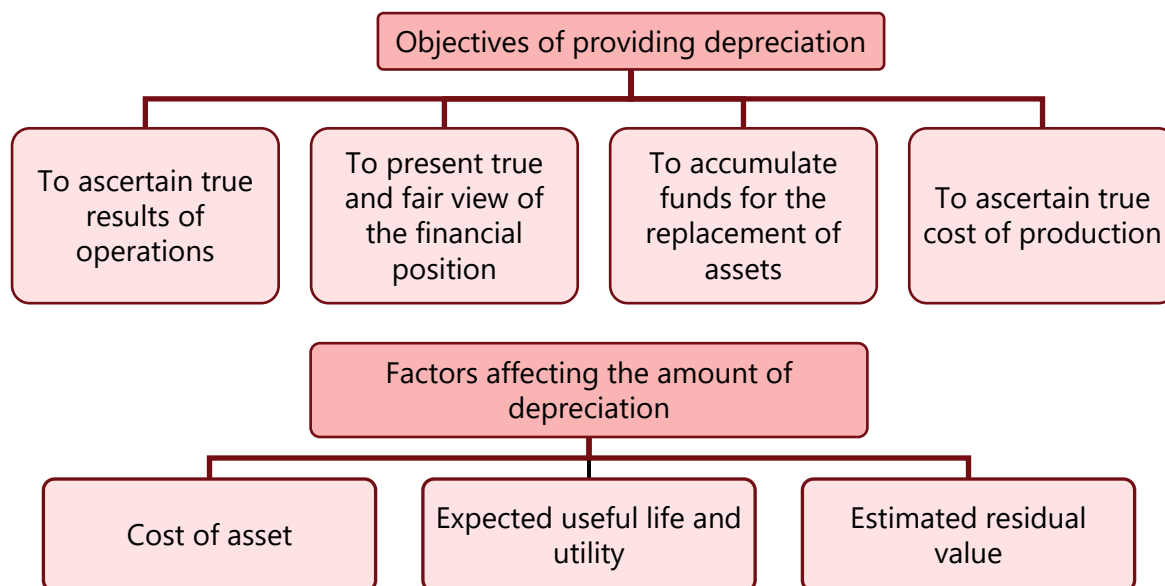 Objectives of providing depreciation
To ascertain true
results of
operations
To present true
and fair view of
the financial
position
To accumulate
funds for the
replacement of
assets
To ascertain true
cost of production
Factors affecting the amount of
depreciation
Cost of asset
Expected useful life and
utility
Estimated residual
value